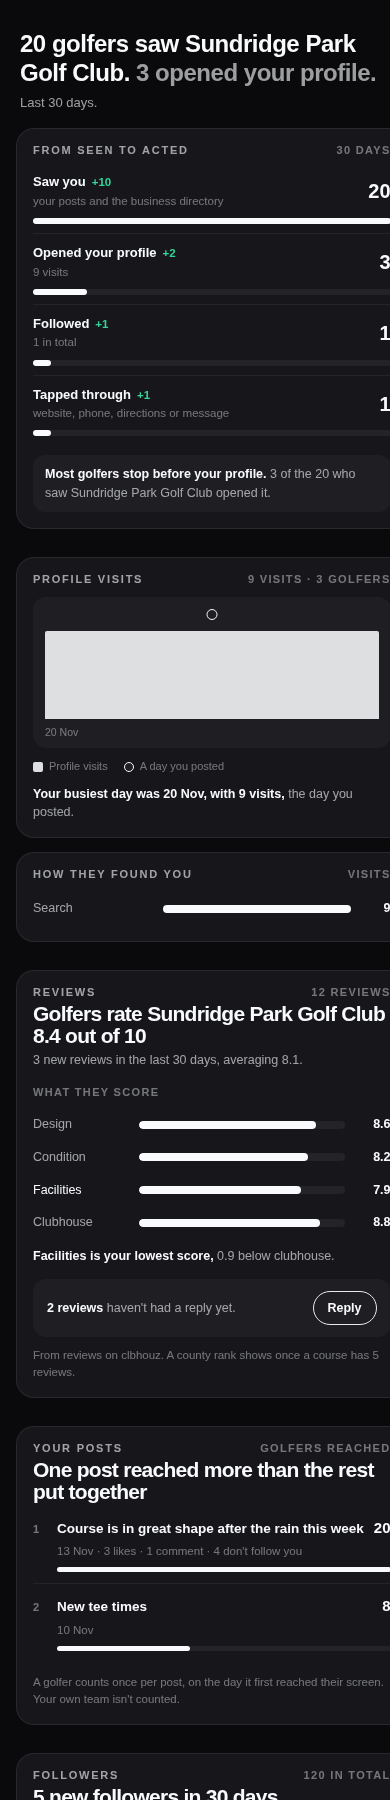 20 golfers saw Sundridge Park
Golf Club. 3 opened your profile.
Last 30 days.
FROM SEEN TO ACTED
30 DAYS
Saw you +10
20
your posts and the business directory
Opened your profile +2
3
9 visits
Followed +1
1
1 in total
Tapped through +1
1
website, phone, directions or message
Most golfers stop before your profile. 3 of the 20 who
saw Sundridge Park Golf Club opened it.
PROFILE VISITS
9 VISITS · 3 GOLFERS
20 Nov
Profile visits
A day you posted
Your busiest day was 20 Nov, with 9 visits, the day you
posted.
HOW THEY FOUND YOU
VISITS
Search
9
REVIEWS
12 REVIEWS
Golfers rate Sundridge Park Golf Club
8.4 out of 10
3 new reviews in the last 30 days, averaging 8.1.
WHAT THEY SCORE
Design
8.6
Condition
8.2
Facilities
7.9
Clubhouse
8.8
Facilities is your lowest score, 0.9 below clubhouse.
2 reviews haven't had a reply yet.
Reply
From reviews on clbhouz. A county rank shows once a course has 5
reviews.
YOUR POSTS
GOLFERS REACHED
One post reached more than the rest
put together
1
Course is in great shape after the rain this week
20
13 Nov · 3 likes · 1 comment · 4 don't follow you
2
New tee times
8
10 Nov
A golfer counts once per post, on the day it first reached their screen.
Your own team isn't counted.
FOLLOWERS
120 IN TOTAL
5 new followers in 30 days